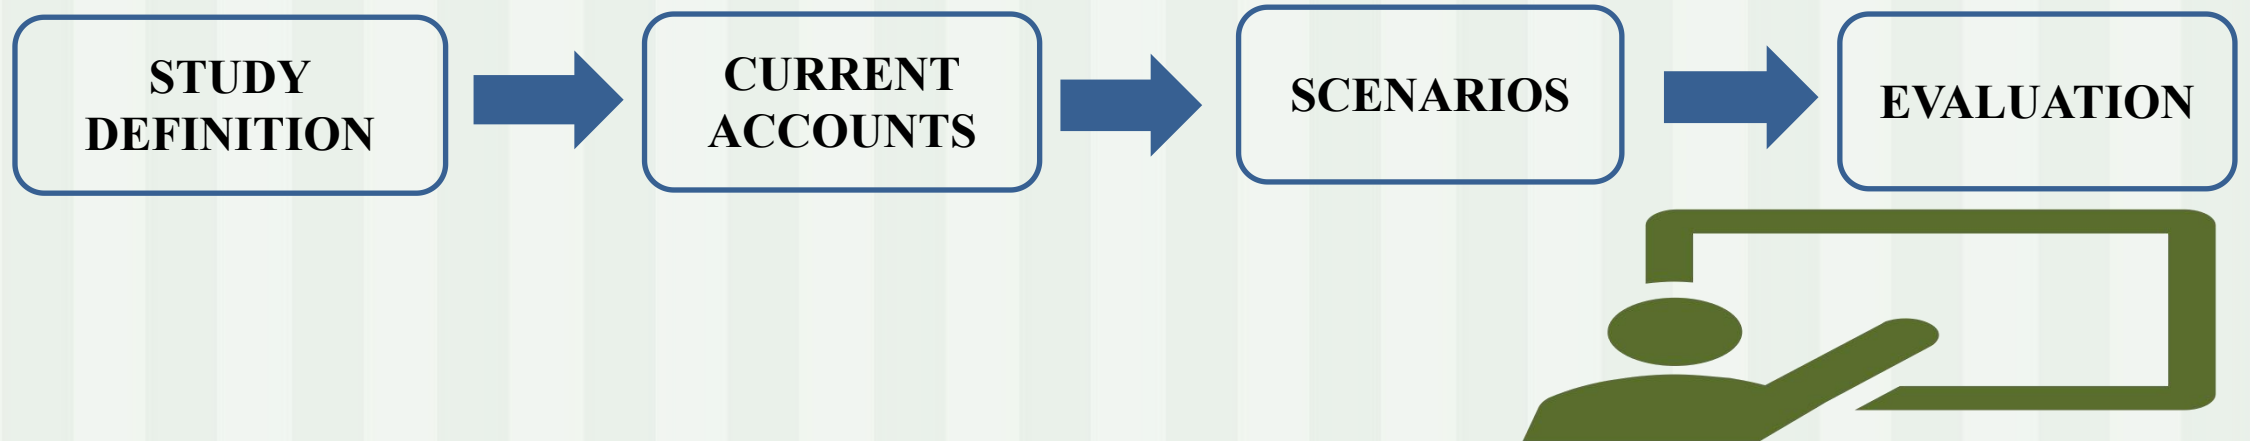 STUDY
DEFINITION
CURRENT
ACCOUNTS
SCENARIOS
EVALUATION